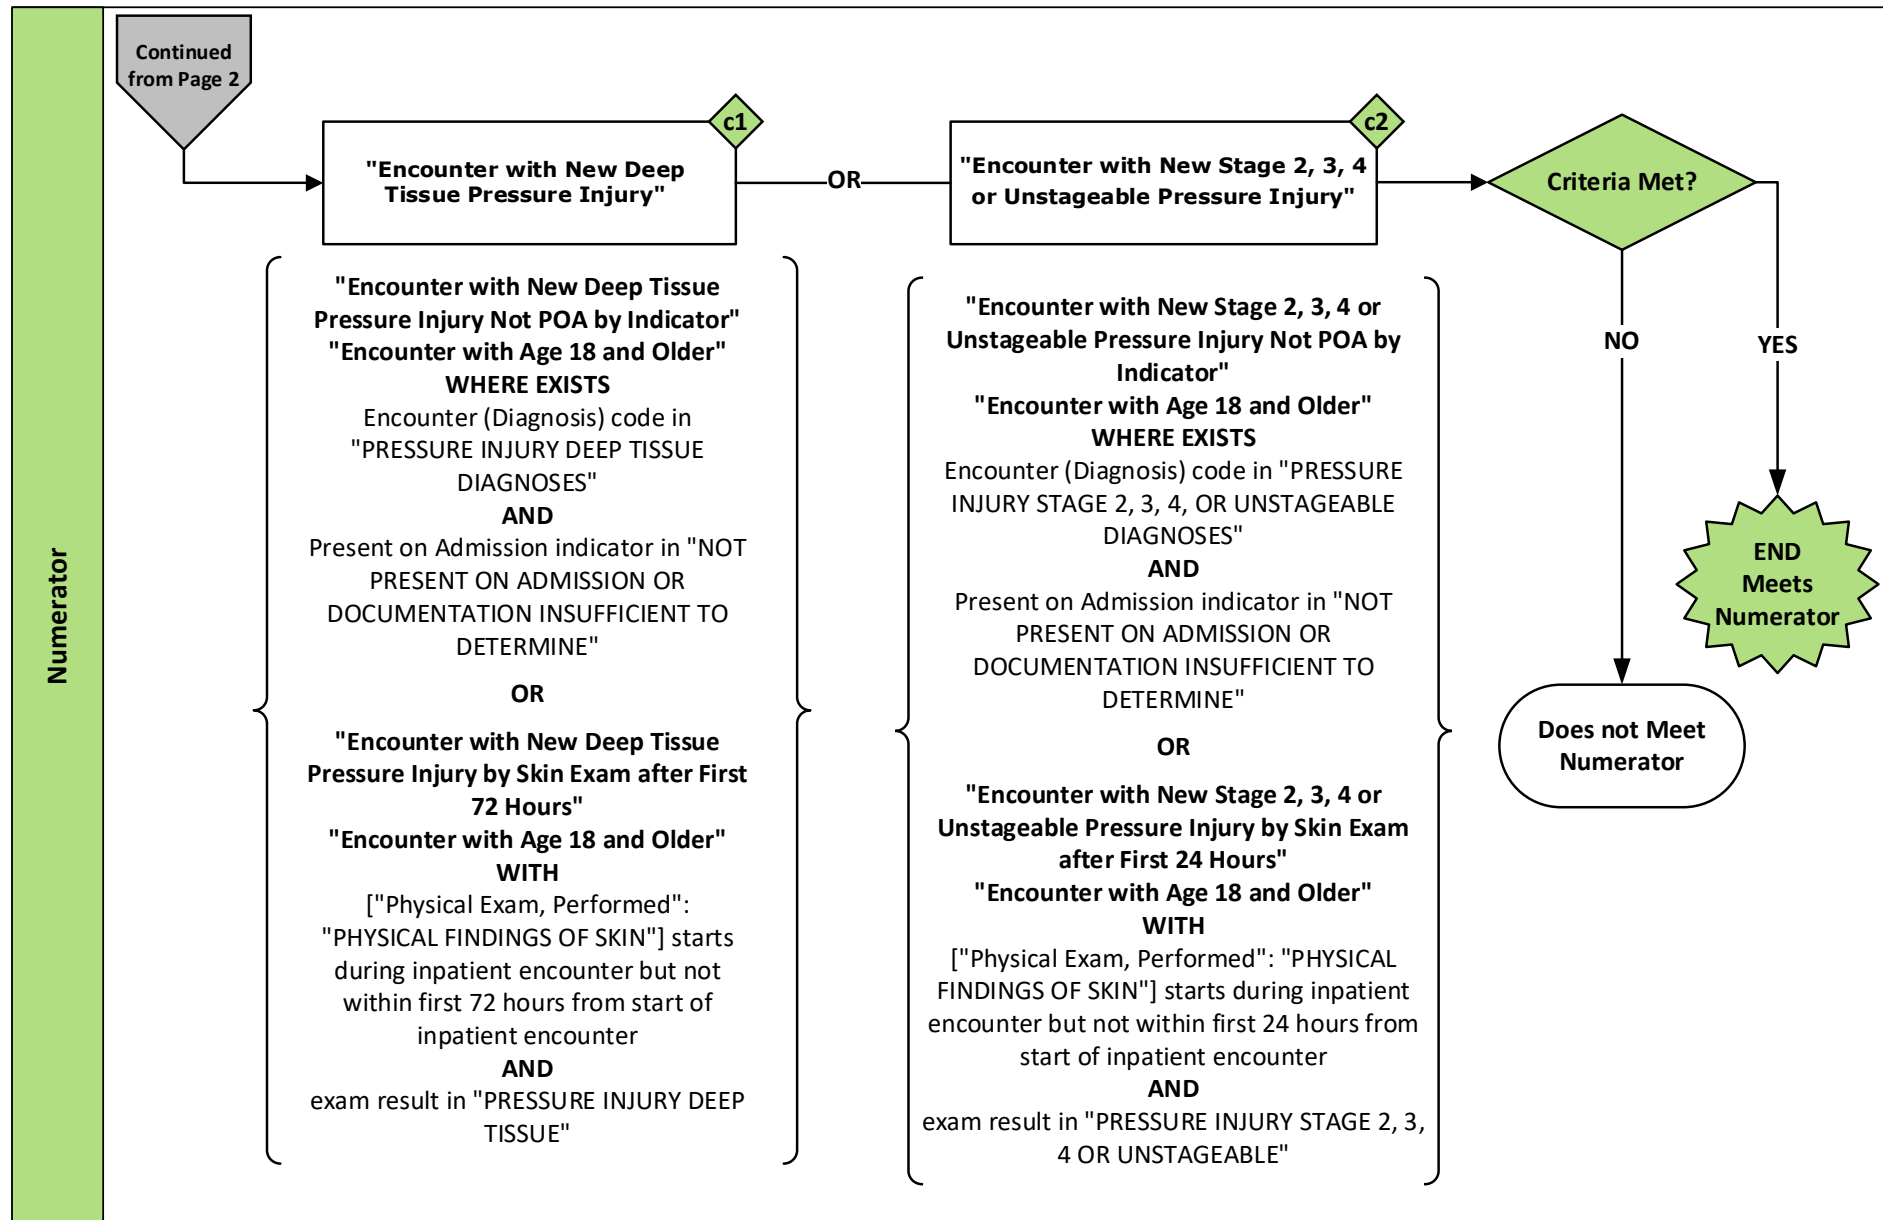 Numerator
Continued
from Page 2
c1
"Encounter with New Deep
Tissue Pressure Injury"
OR
c2
"Encounter with New Stage 2, 3, 4
or Unstageable Pressure Injury"
Criteria Met?
NO
YES
END
Meets
Numerator
Does not Meet
Numerator
"Encounter with New Deep Tissue
Pressure Injury Not POA by Indicator"
"Encounter with Age 18 and Older"
WHERE EXISTS
Encounter (Diagnosis) code in
"PRESSURE INJURY DEEP TISSUE
DIAGNOSES"
AND
Present on Admission indicator in "NOT
PRESENT ON ADMISSION OR
DOCUMENTATION INSUFFICIENT TO
DETERMINE"
OR
"Encounter with New Deep Tissue
Pressure Injury by Skin Exam after First
72 Hours"
"Encounter with Age 18 and Older"
WITH
["Physical Exam, Performed":
"PHYSICAL FINDINGS OF SKIN"] starts
during inpatient encounter but not
within first 72 hours from start of
inpatient encounter
AND
exam result in "PRESSURE INJURY DEEP
TISSUE"
"Encounter with New Stage 2, 3, 4 or
Unstageable Pressure Injury Not POA by
Indicator"
"Encounter with Age 18 and Older"
WHERE EXISTS
Encounter (Diagnosis) code in "PRESSURE
INJURY STAGE 2, 3, 4, OR UNSTAGEABLE
DIAGNOSES"
AND
Present on Admission indicator in "NOT
PRESENT ON ADMISSION OR
DOCUMENTATION INSUFFICIENT TO
DETERMINE"
OR
"Encounter with New Stage 2, 3, 4 or
Unstageable Pressure Injury by Skin Exam
after First 24 Hours"
"Encounter with Age 18 and Older"
WITH
["Physical Exam, Performed": "PHYSICAL
FINDINGS OF SKIN"] starts during inpatient
encounter but not within first 24 hours from
start of inpatient encounter
AND
exam result in "PRESSURE INJURY STAGE 2, 3,
4 OR UNSTAGEABLE"